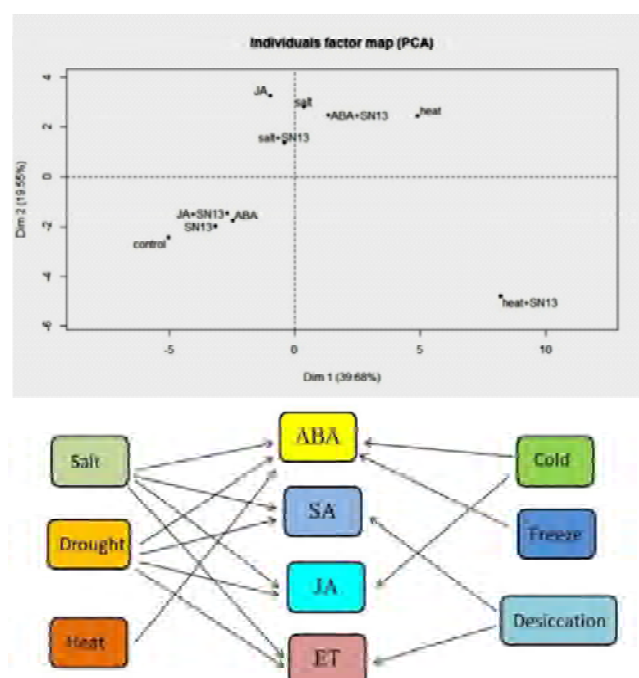 Individuals factor map (PCA)
4
2
0
-2
-4
-6
Dim 2 (19.55%)
JA
salt
ABA+SN13
heat
salt+SN13
JA+SN13
ABA
SN13
control
heat+SN13
-5
0
5
10
Dim 1 (39.68%)
ABA
Salt
Cold
SA
Drought
Freeze
JA
Desiccation
Heat
ET